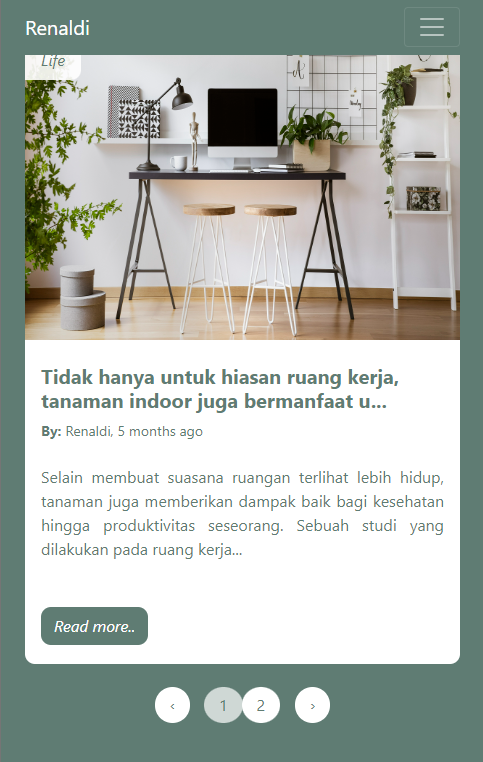 Renaldi
Life
Tidak hanya untuk hiasan ruang kerja,
tanaman indoor juga bermanfaat u...
By: Renaldi, 5 months ago
Selain membuat suasana ruangan terlihat lebih hidup,
tanaman juga memberikan dampak baik bagi kesehatan
hingga produktivitas seseorang. Sebuah studi yang
dilakukan pada ruang kerja...
Read more..
‹ 1 2 ›